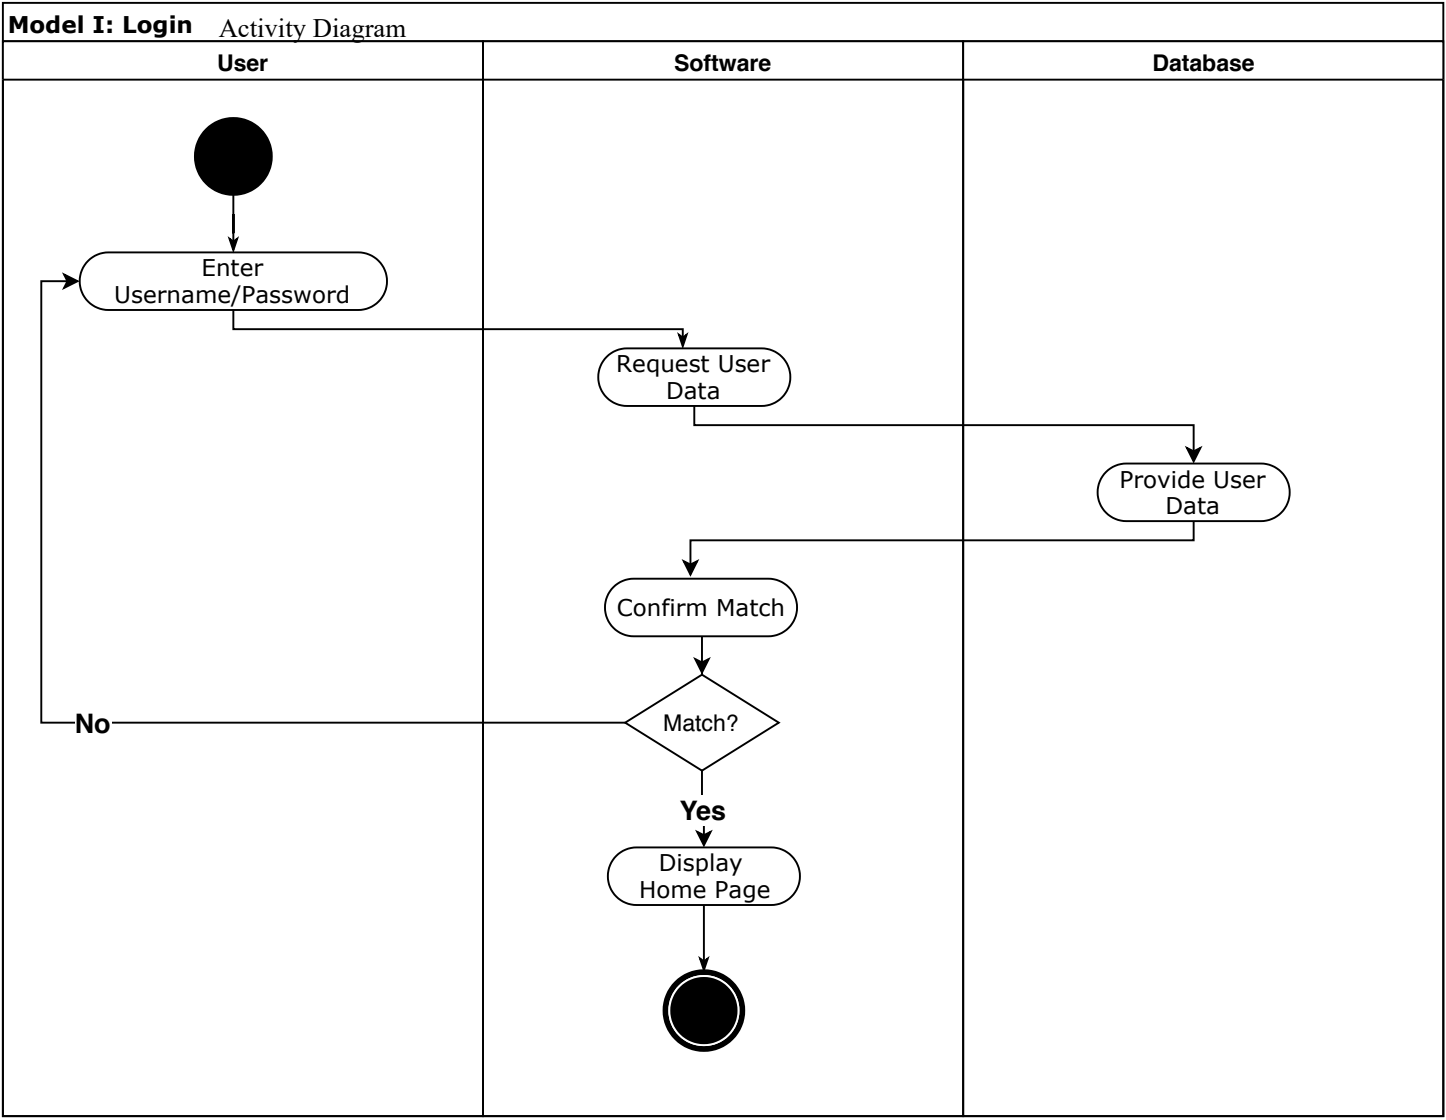 Model I: Login Activity Diagram
User Software Database
Enter
Username/Password
Request User
Data
Provide User
Data
Confirm Match
Match?
No
Yes
Display
Home Page